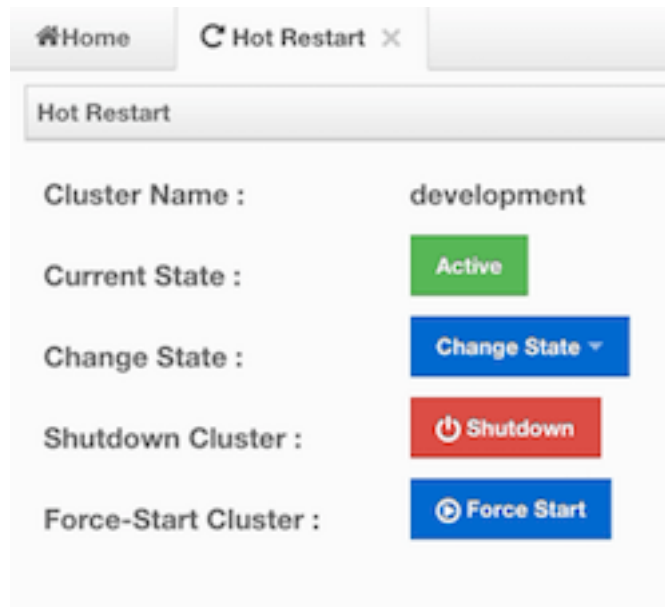 Home Hot Restart
Hot Restart
Cluster Name : development
Current State : Active
Change State : Change State
Shutdown Cluster : Shutdown
Force-Start Cluster : Force Start